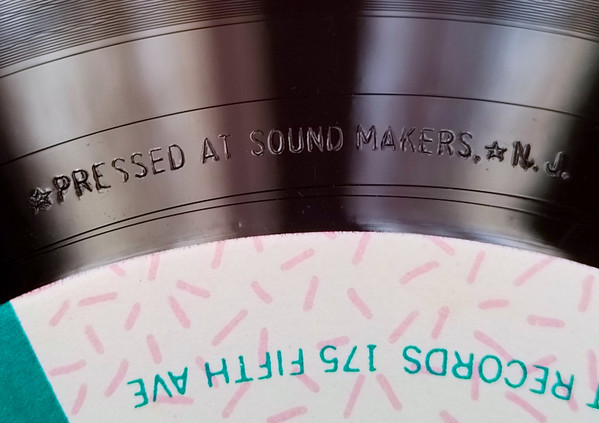 ☆PRESSED AT SOUND MAKERS,☆N.J.
T RECORDS 175 FIFTH AVE